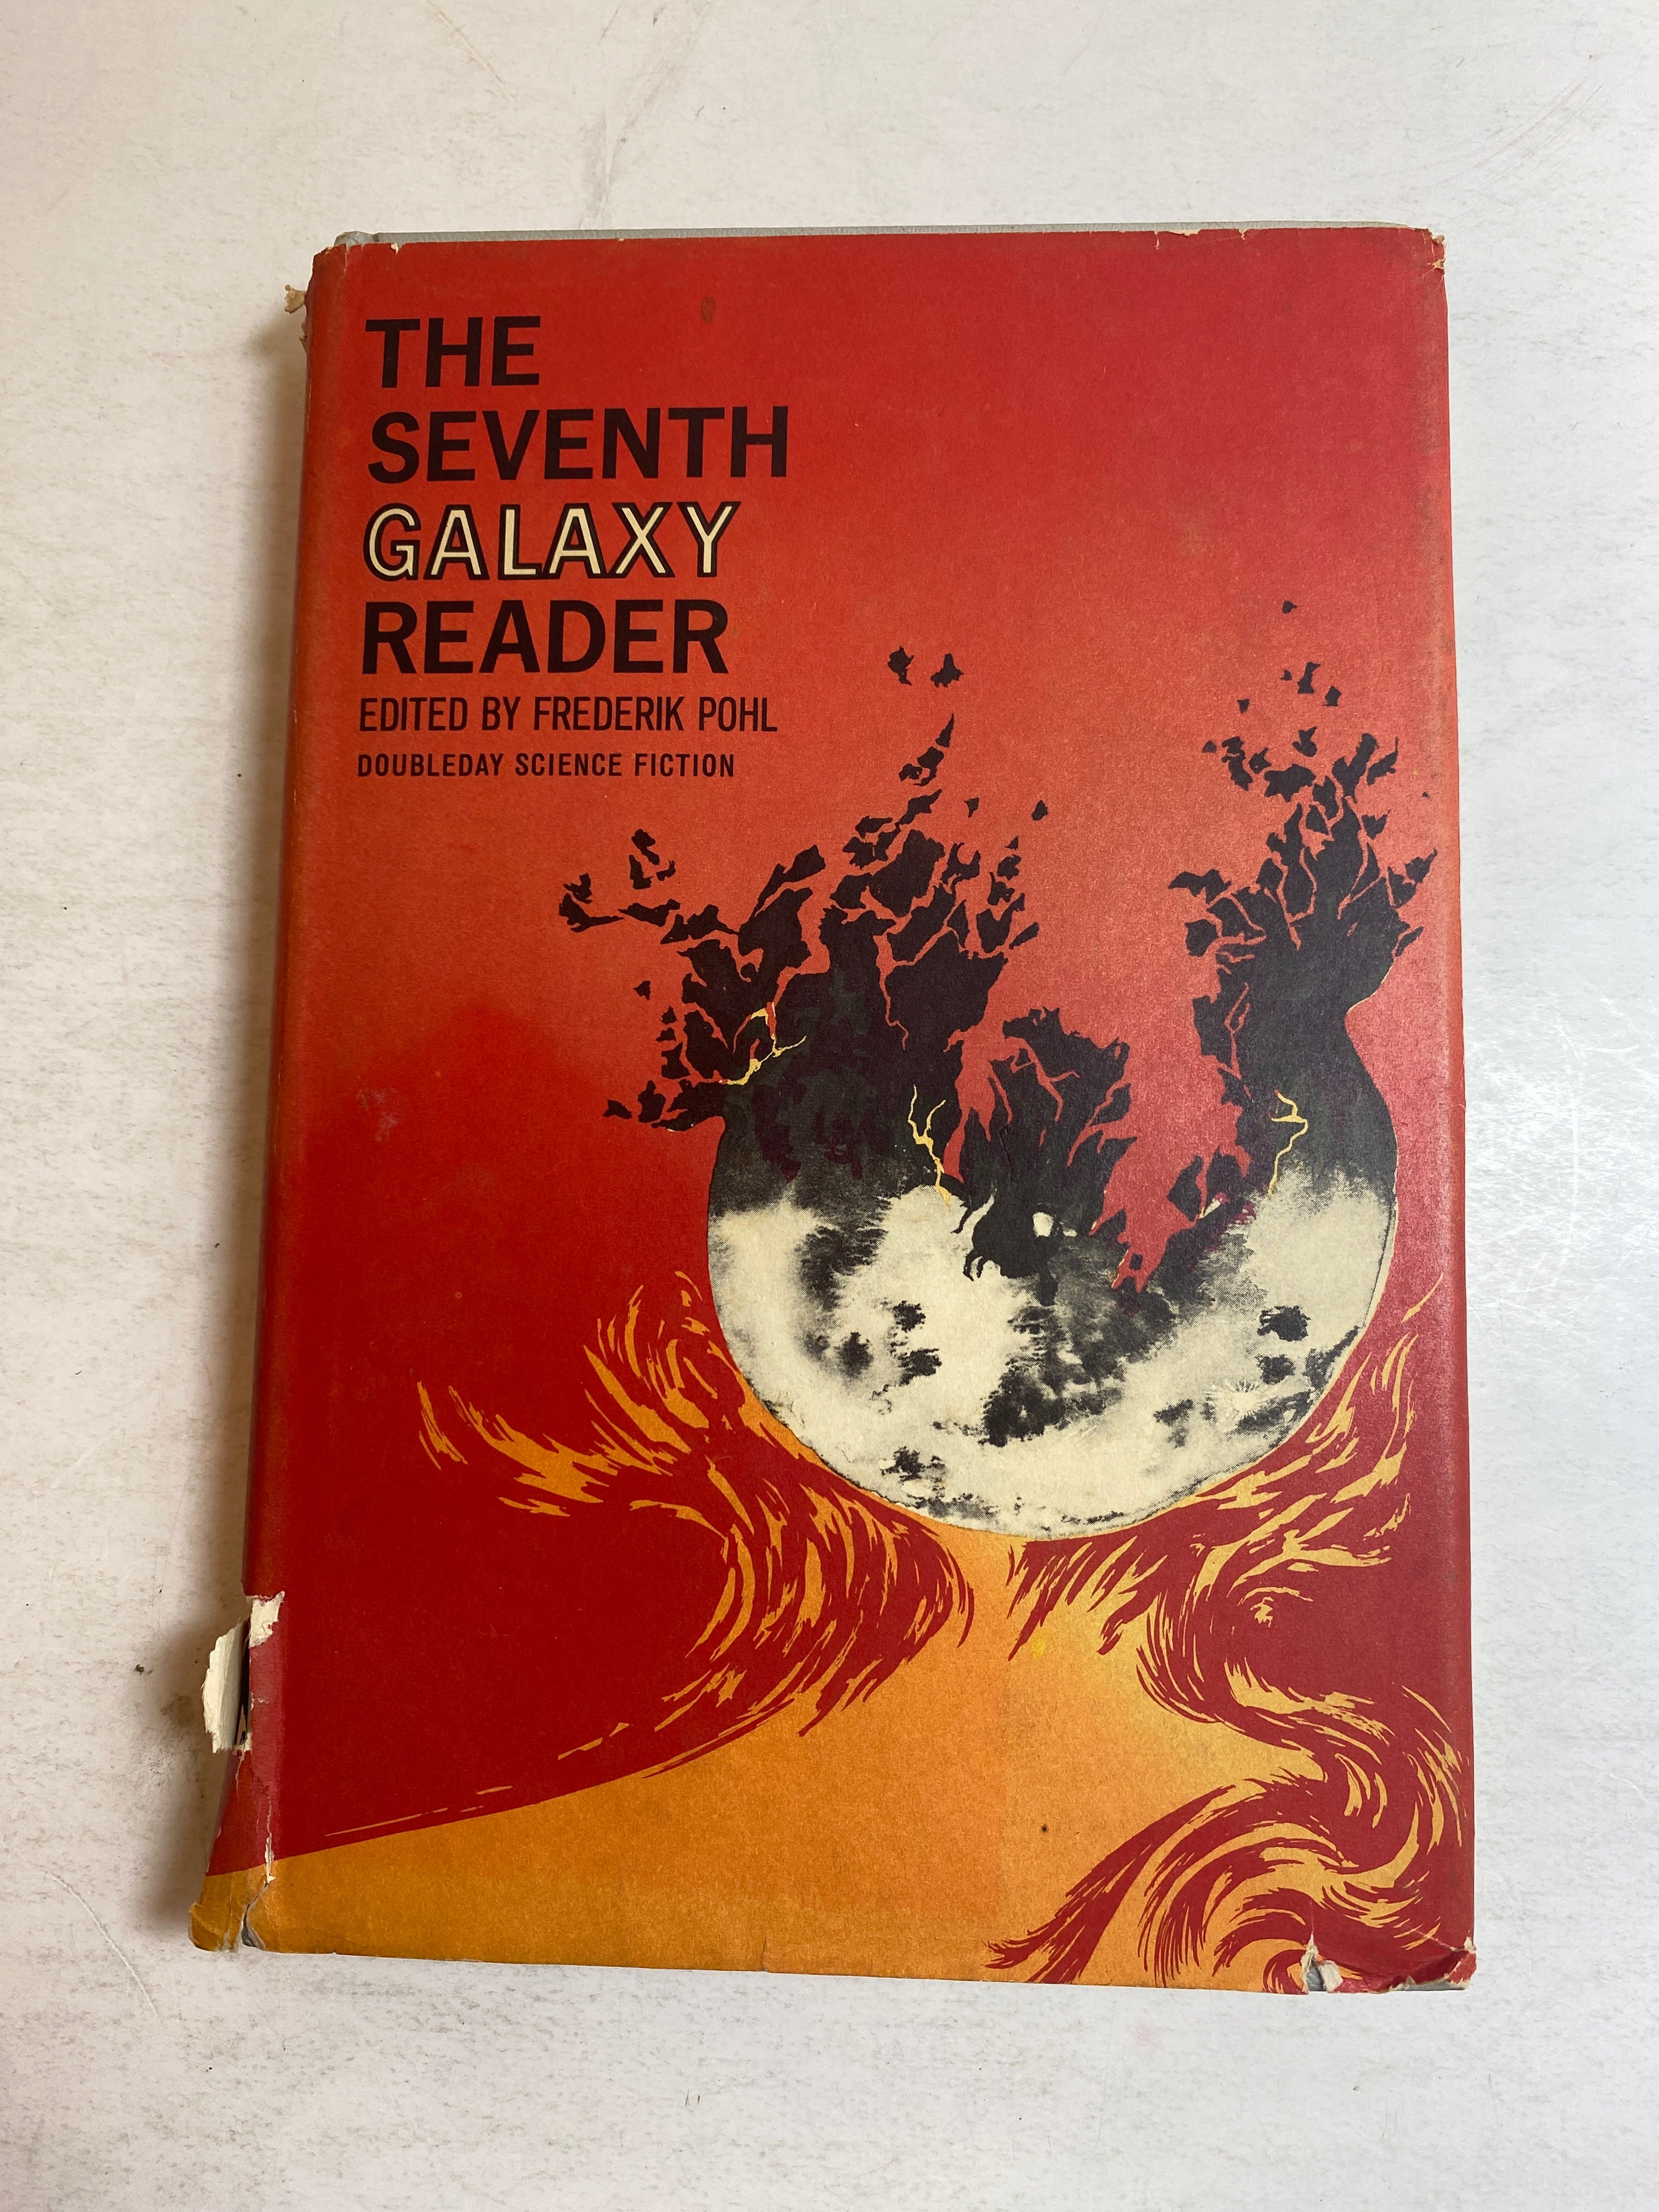 THE
SEVENTH
GALAXY
READER
EDITED BY FREDERIK POHL
DOUBLEDAY SCIENCE FICTION